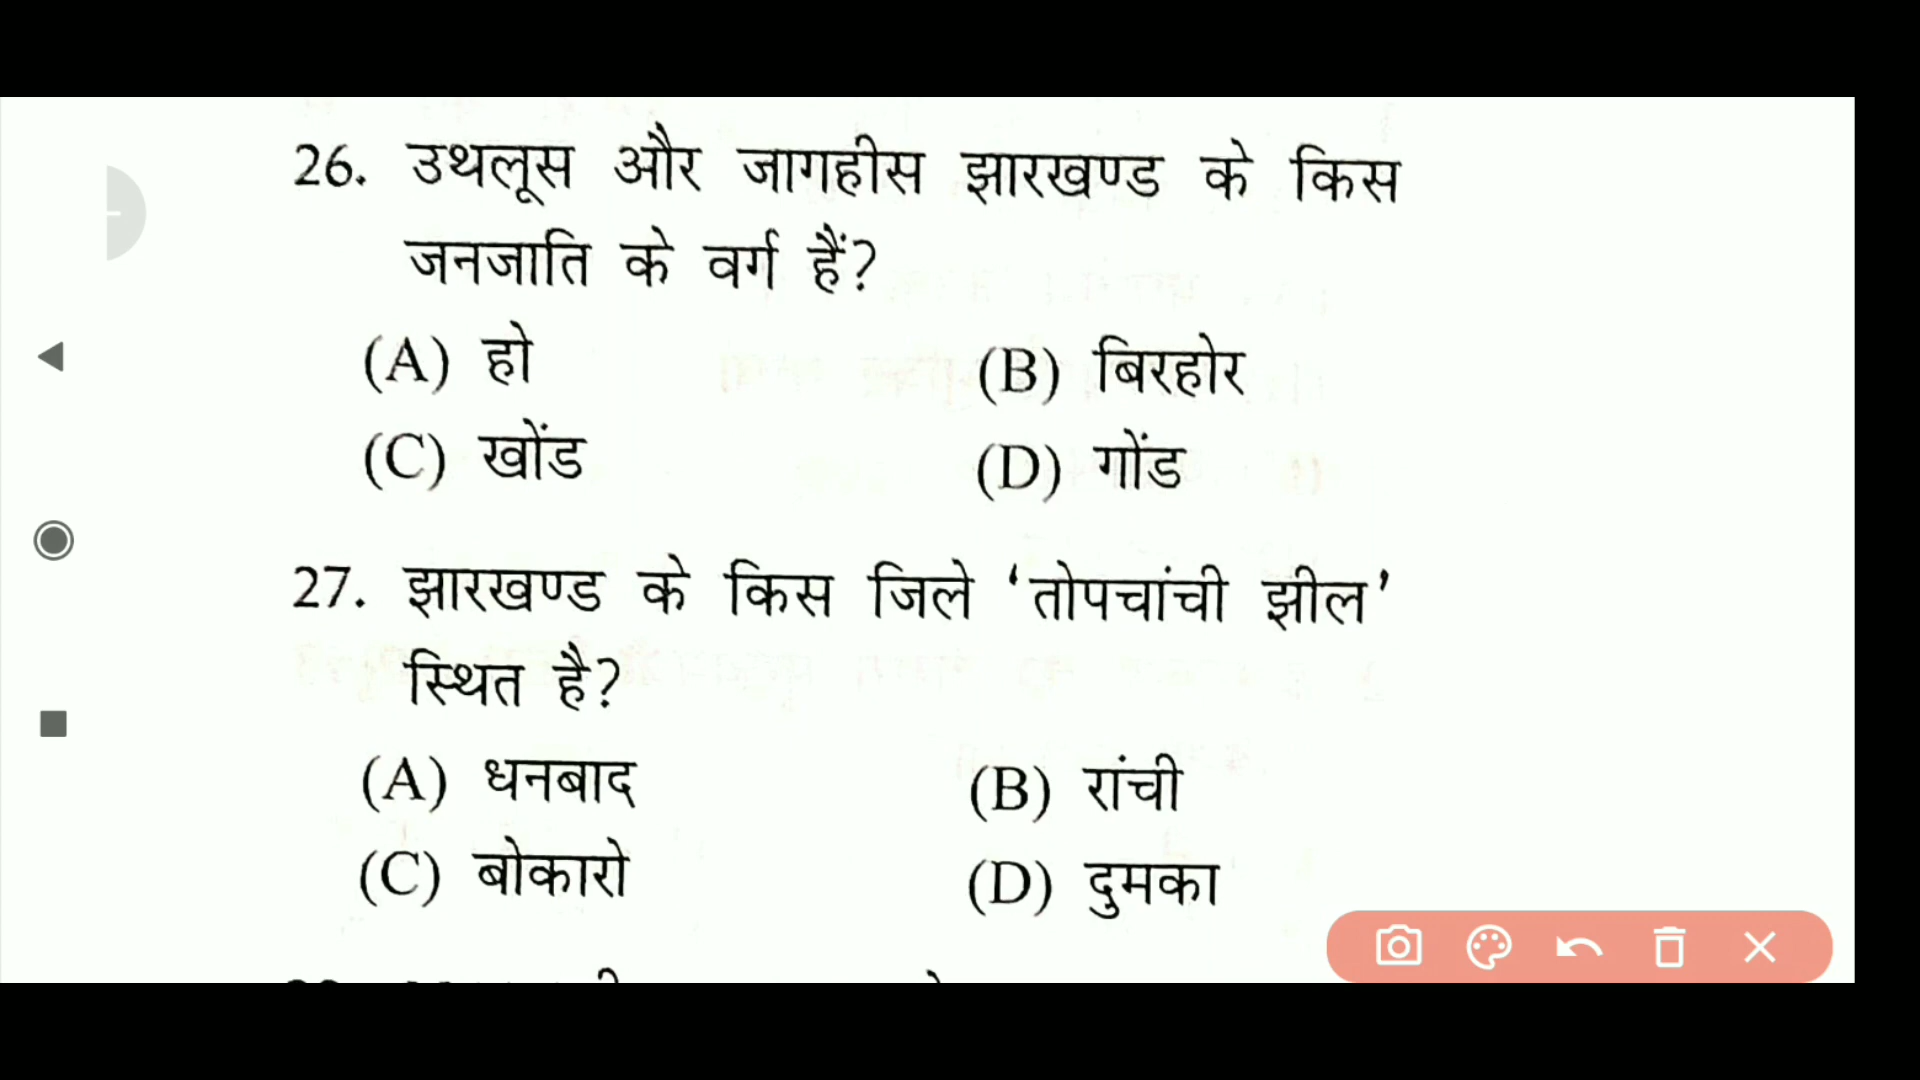 26. उथलूस और जागहीस झारखण्ड के किस
जनजाति के वर्ग हैं?
(A) हो (B) बिरहोर
(C) खोंड (D) गोंड
27. झारखण्ड के किस जिले ‘तोपचांची झील’
स्थित है?
(A) धनबाद (B) रांची
(C) बोकारो (D) दुमका